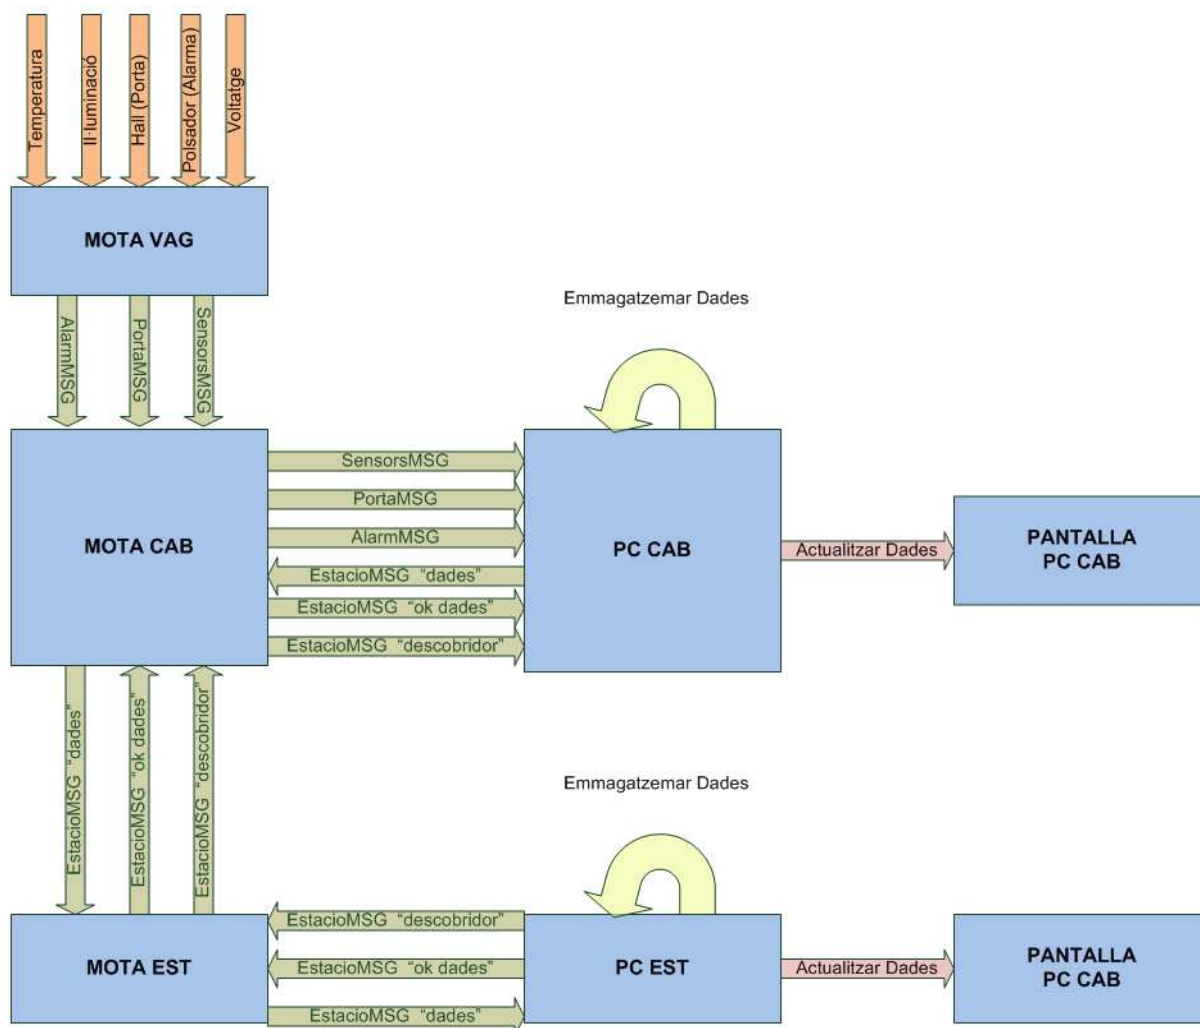 Temperatura
Il·luminació
Hall (Porta)
Polsador (Alarma)
Voltatge
MOTA VAG
AlarmMSG
PortaMSG
SensorsMSG
Emmagatzemar Dades
MOTA CAB
SensorsMSG
PortaMSG
AlarmMSG
EstacioMSG "dades"
EstacioMSG "ok dades"
EstacioMSG "descobridor"
PC CAB
Actualitzar Dades
PANTALLA
PC CAB
EstacioMSG "dades"
EstacioMSG "ok dades"
EstacioMSG "descobridor"
Emmagatzemar Dades
MOTA EST
EstacioMSG "descobridor"
EstacioMSG "ok dades"
EstacioMSG "dades"
PC EST
Actualitzar Dades
PANTALLA
PC CAB